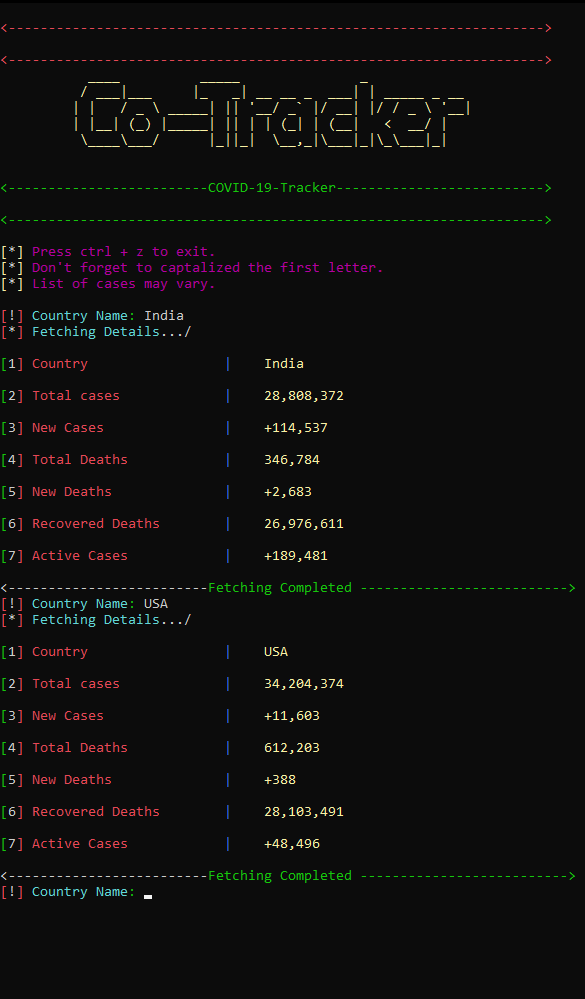 <------------------------------------------------------------------->
<------------------------------------------------------------------->
Co-Tracker
<-------------------------COVID-19-Tracker-------------------------->
<------------------------------------------------------------------->
[*] Press ctrl + z to exit.
[*] Don't forget to captalized the first letter.
[*] List of cases may vary.
[!] Country Name: India
[*] Fetching Details.../
[1] Country | India
[2] Total cases | 28,808,372
[3] New Cases | +114,537
[4] Total Deaths | 346,784
[5] New Deaths | +2,683
[6] Recovered Deaths | 26,976,611
[7] Active Cases | +189,481
<-------------------------Fetching Completed -------------------------->
[!] Country Name: USA
[*] Fetching Details.../
[1] Country | USA
[2] Total cases | 34,204,374
[3] New Cases | +11,603
[4] Total Deaths | 612,203
[5] New Deaths | +388
[6] Recovered Deaths | 28,103,491
[7] Active Cases | +48,496
<-------------------------Fetching Completed -------------------------->
[!] Country Name: